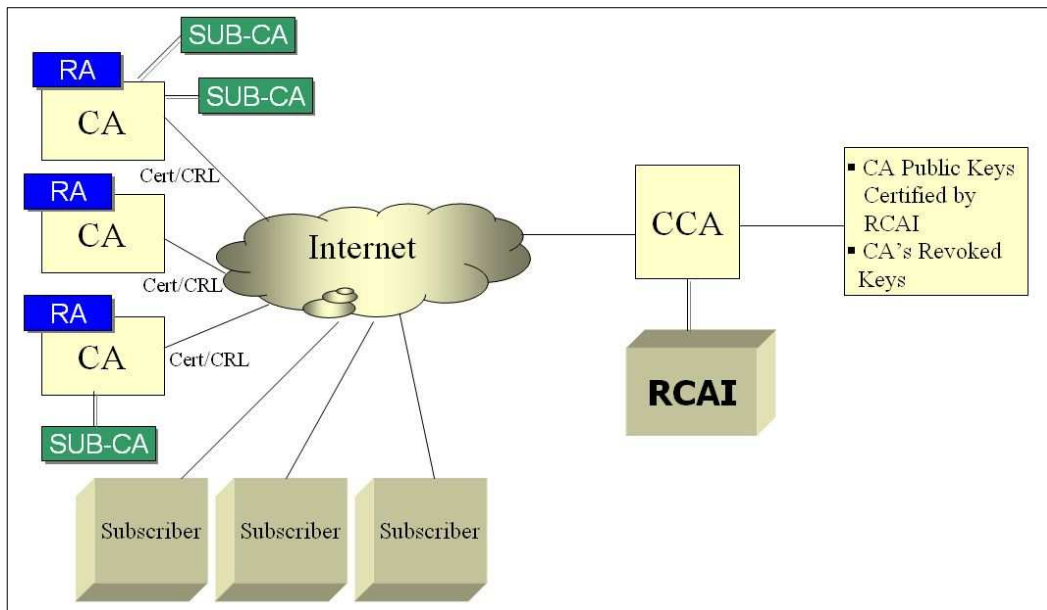 SUB-CA
RA
SUB-CA
CA
Cert/CRL
RA
CA
Cert/CRL
RA
CA
Cert/CRL
SUB-CA
Internet
CCA
▪ CA Public Keys
Certified by
RCAI
▪ CA's Revoked
Keys
RCAI
Subscriber
Subscriber
Subscriber